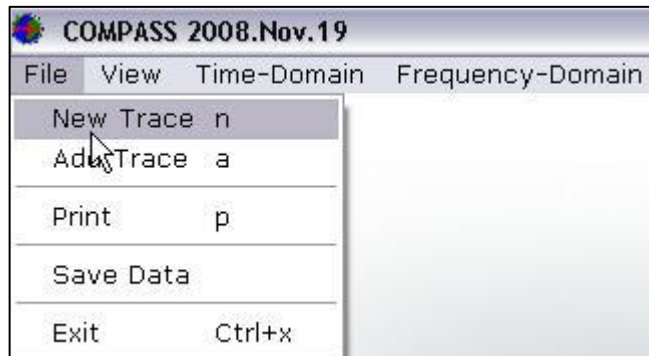 COMPASS 2008.Nov.19
File View Time-Domain Frequency-Domain
New Trace n
Add Trace a
Print p
Save Data
Exit Ctrl+x